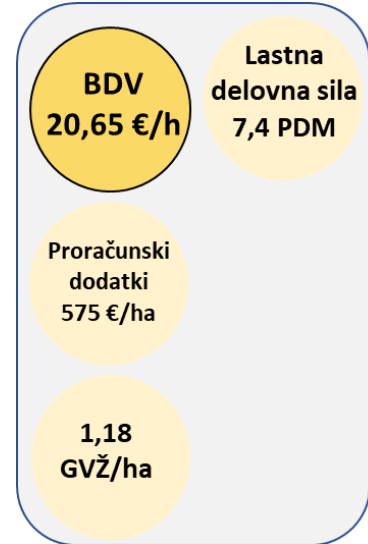 BDV
20,65 €/h
Lastna
delovna sila
7,4 PDM
Proračunski
dodatki
575 €/ha
1,18
GVŽ/ha